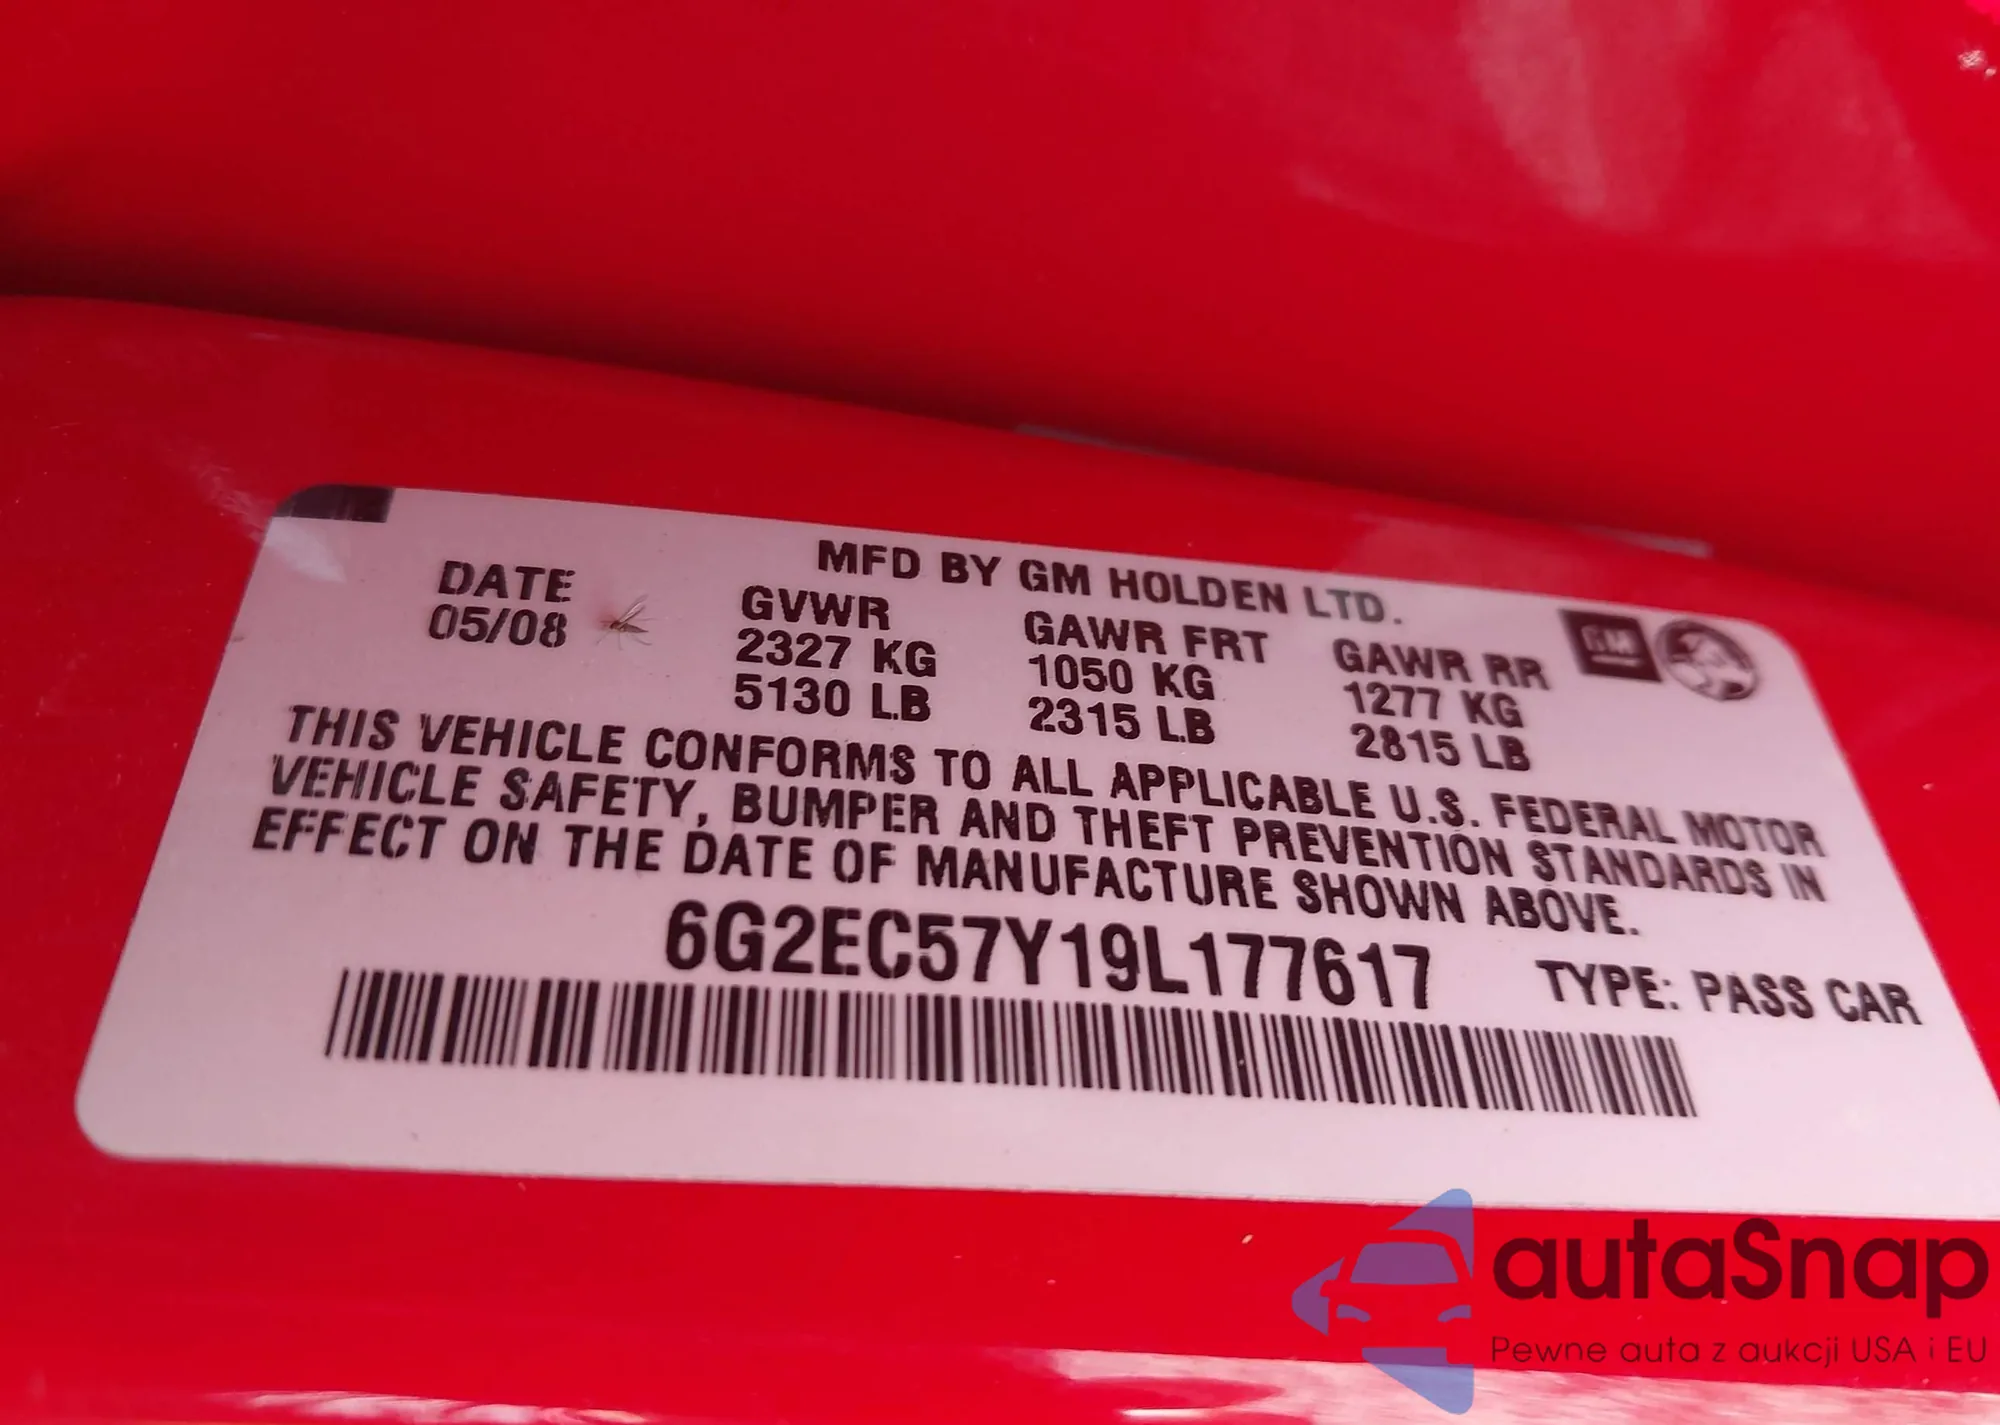 MFD BY GM HOLDEN LTD.
DATE
05/08
GVWR
2327 KG
5130 LB
GAWR FRT
1050 KG
2315 LB
GAWR RR
1277 KG
2815 LB
GM
THIS VEHICLE CONFORMS TO ALL APPLICABLE U.S. FEDERAL MOTOR
VEHICLE SAFETY, BUMPER AND THEFT PREVENTION STANDARDS IN
EFFECT ON THE DATE OF MANUFACTURE SHOWN ABOVE.
6G2EC57Y19L177617
TYPE: PASS CAR
autaSnap
Pewne auta z aukcji USA i EU